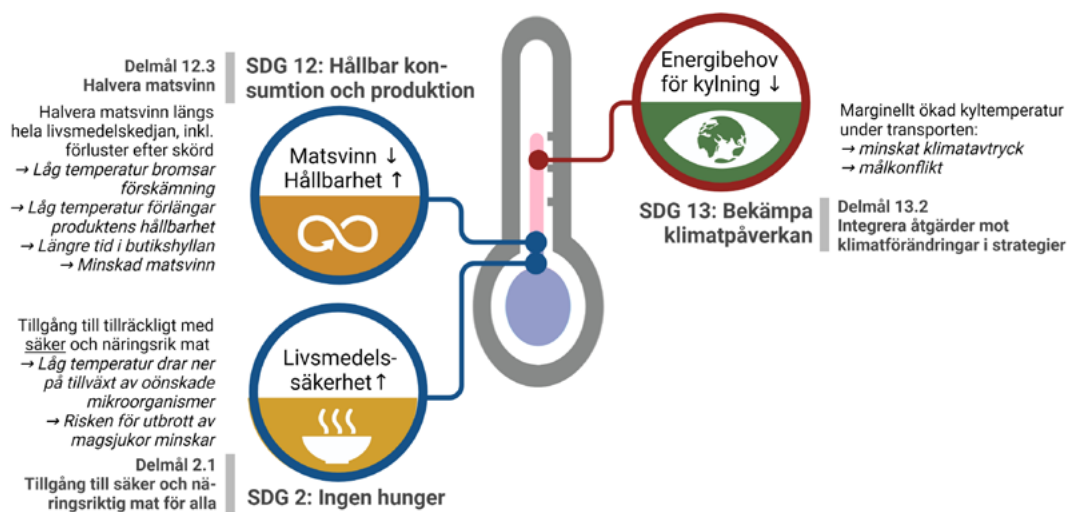 Delmål 12.3
Halvera matsvinn
SDG 12: Hållbar kon-
sumtion och produktion
Halvera matsvinn längs
hela livsmedelskedjan, inkl.
förluster efter skörd
→ Låg temperatur bromsar
förskämning
→ Låg temperatur förlängar
produktens hållbarhet
→ Längre tid i butikshyllan
→ Minskad matsvinn
Matsvinn ↓
Hållbarhet ↑
Tillgång till tillräckligt med
säker och näringsrik mat
→ Låg temperatur drar ner
på tillväxt av oönskade
mikroorganismer
→ Risken för utbrott av
magsjukor minskar
Livsmedels-
säkerhet ↑
Delmål 2.1
Tillgång till säker och nä-
ringsriktig mat för alla
SDG 2: Ingen hunger
Energibehov
för kylning ↓
Marginellt ökad kyltemperatur
under transporten:
→ minskat klimatavtryck
→ målkonflikt
SDG 13: Bekämpa
klimatpåverkan
Delmål 13.2
Integrera åtgärder mot
klimatförändringar i strategier